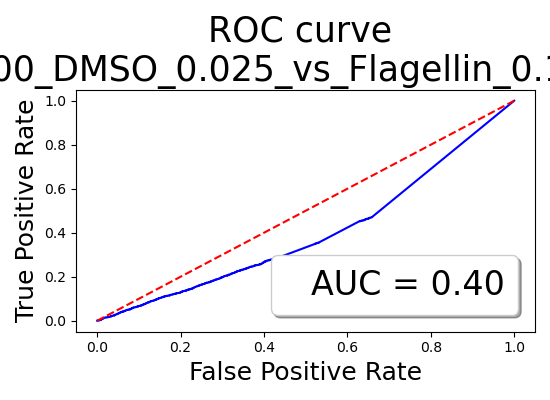 ROC curve
00_DMSO_0.025_vs_Flagellin_0.1
True Positive Rate
1.0
0.8
0.6
0.4
0.2
0.0
AUC = 0.40
0.0 0.2 0.4 0.6 0.8 1.0
False Positive Rate